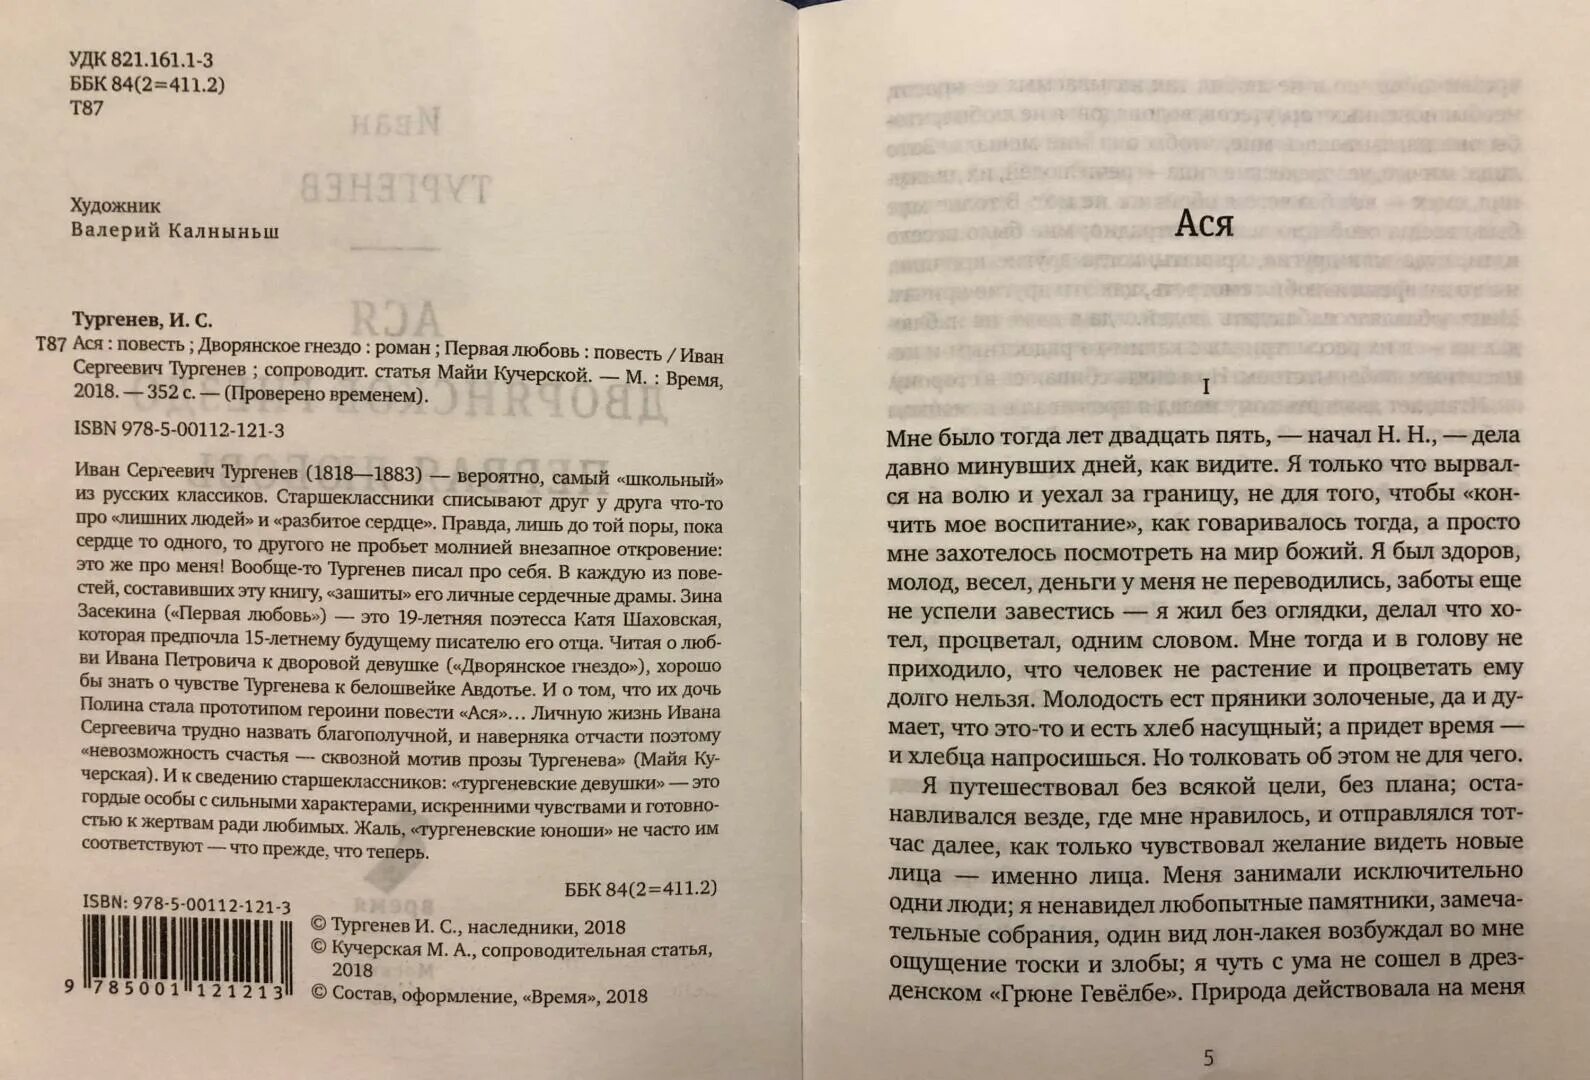 УДК 821.161.1-3
ББК 84(2=411.2)
Т87
Художник
Валерий Калныньш
Тургенев, И. С.
Т87 Ася : повесть ; Дворянское гнездо : роман ; Первая любовь : повесть / Иван
Сергеевич Тургенев ; сопроводит. статья Майи Кучерской. — М. : Время,
2018. — 352 с. — (Проверено временем).
ISBN 978-5-00112-121-3
Иван Сергеевич Тургенев (1818—1883) — вероятно, самый «школьный»
из русских классиков. Старшеклассники списывают друг у друга что-то
про «лишних людей» и «разбитое сердце». Правда, лишь до той поры, пока
сердце то одного, то другого не пробьет молнией внезапное откровение:
это же про меня! Вообще-то Тургенев писал про себя. В каждую из пове-
стей, составивших эту книгу, «зашиты» его личные сердечные драмы. Зина
Засекина («Первая любовь») — это 19-летняя поэтесса Катя Шаховская,
которая предпочла 15-летнему будущему писателю его отца. Читая о люб-
ви Ивана Петровича к дворовой девушке («Дворянское гнездо»), хорошо
бы знать о чувстве Тургенева к белошвейке Авдотье. И о том, что их дочь
Полина стала прототипом героини повести «Ася»… Личную жизнь Ивана
Сергеевича трудно назвать благополучной, и наверняка отчасти поэтому
«невозможность счастья — сквозной мотив прозы Тургенева» (Майя Ку-
черская). И к сведению старшеклассников: «тургеневские девушки» — это
гордые особы с сильными характерами, искренними чувствами и готовно-
стью к жертвам ради любимых. Жаль, «тургеневские юноши» не часто им
соответствуют — что прежде, что теперь.
ББК 84(2=411.2)
ISBN: 978-5-00112-121-3
9 785001 121213
© Тургенев И. С., наследники, 2018
© Кучерская М. А., сопроводительная статья,
2018
© Состав, оформление, «Время», 2018
Ася
I
Мне было тогда лет двадцать пять, — начал Н. Н., — дела
давно минувших дней, как видите. Я только что вырвал-
ся на волю и уехал за границу, не для того, чтобы «кон-
чить мое воспитание», как говаривалось тогда, а просто
мне захотелось посмотреть на мир божий. Я был здоров,
молод, весел, деньги у меня не переводились, заботы еще
не успели завестись — я жил без оглядки, делал что хо-
тел, процветал, одним словом. Мне тогда и в голову не
приходило, что человек не растение и процветать ему
долго нельзя. Молодость ест пряники золоченые, да и ду-
мает, что это-то и есть хлеб насущный; а придет время —
и хлебца напросишься. Но толковать об этом не для чего.
Я путешествовал без всякой цели, без плана; оста-
навливался везде, где мне нравилось, и отправлялся тот-
час далее, как только чувствовал желание видеть новые
лица — именно лица. Меня занимали исключительно
одни люди; я ненавидел любопытные памятники, замеча-
тельные собрания, один вид лон-лакея возбуждал во мне
ощущение тоски и злобы; я чуть с ума не сошел в дрез-
денском «Грюне Гевёлбе». Природа действовала на меня
5